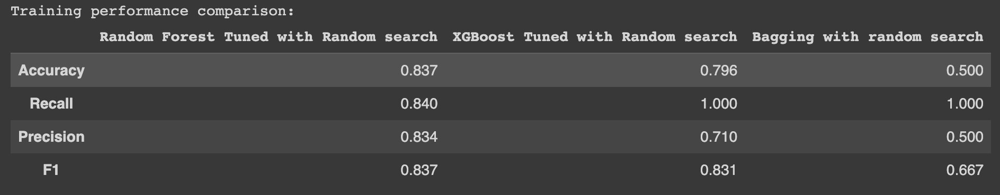 Training performance comparison:
Random Forest Tuned with Random search XGBoost Tuned with Random search Bagging with random search
Accuracy 0.837 0.796 0.500
Recall 0.840 1.000 1.000
Precision 0.834 0.710 0.500
F1 0.837 0.831 0.667